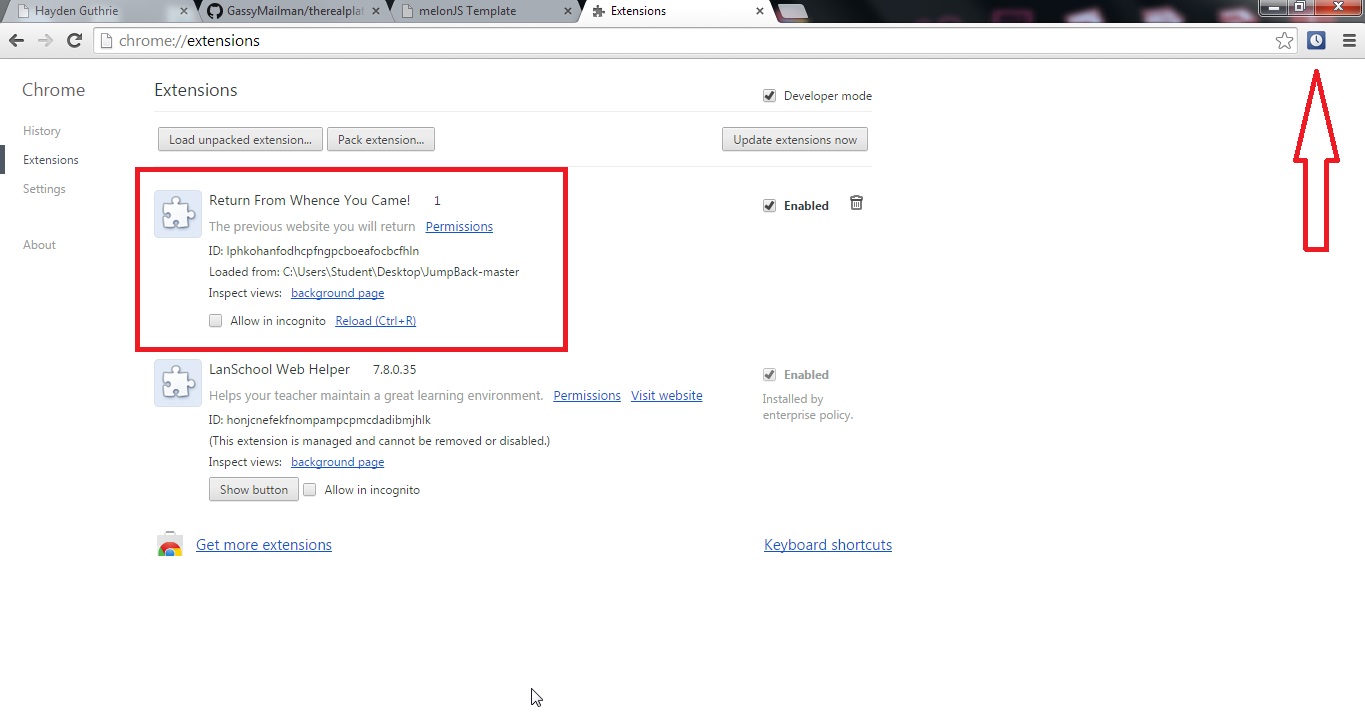 Hayden Guthrie
GassyMailman/therealplat
melonJS Template
Extensions
chrome://extensions
Chrome
Extensions
Developer mode
History
Extensions
Settings
About
Load unpacked extension...
Pack extension...
Update extensions now
Return From Whence You Came! 1
The previous website you will return Permissions
ID: lphkohanfodhcpfngpcboeafocbcfhln
Loaded from: C:\Users\Student\Desktop\JumpBack-master
Inspect views: background page
Allow in incognito Reload (Ctrl+R)
Enabled
LanSchool Web Helper 7.8.0.35
Helps your teacher maintain a great learning environment. Permissions Visit website
ID: honjcnefekfnompampcpmcdadibmjhlk
(This extension is managed and cannot be removed or disabled.)
Inspect views: background page
Show button Allow in incognito
Enabled
Installed by
enterprise policy.
Get more extensions
Keyboard shortcuts